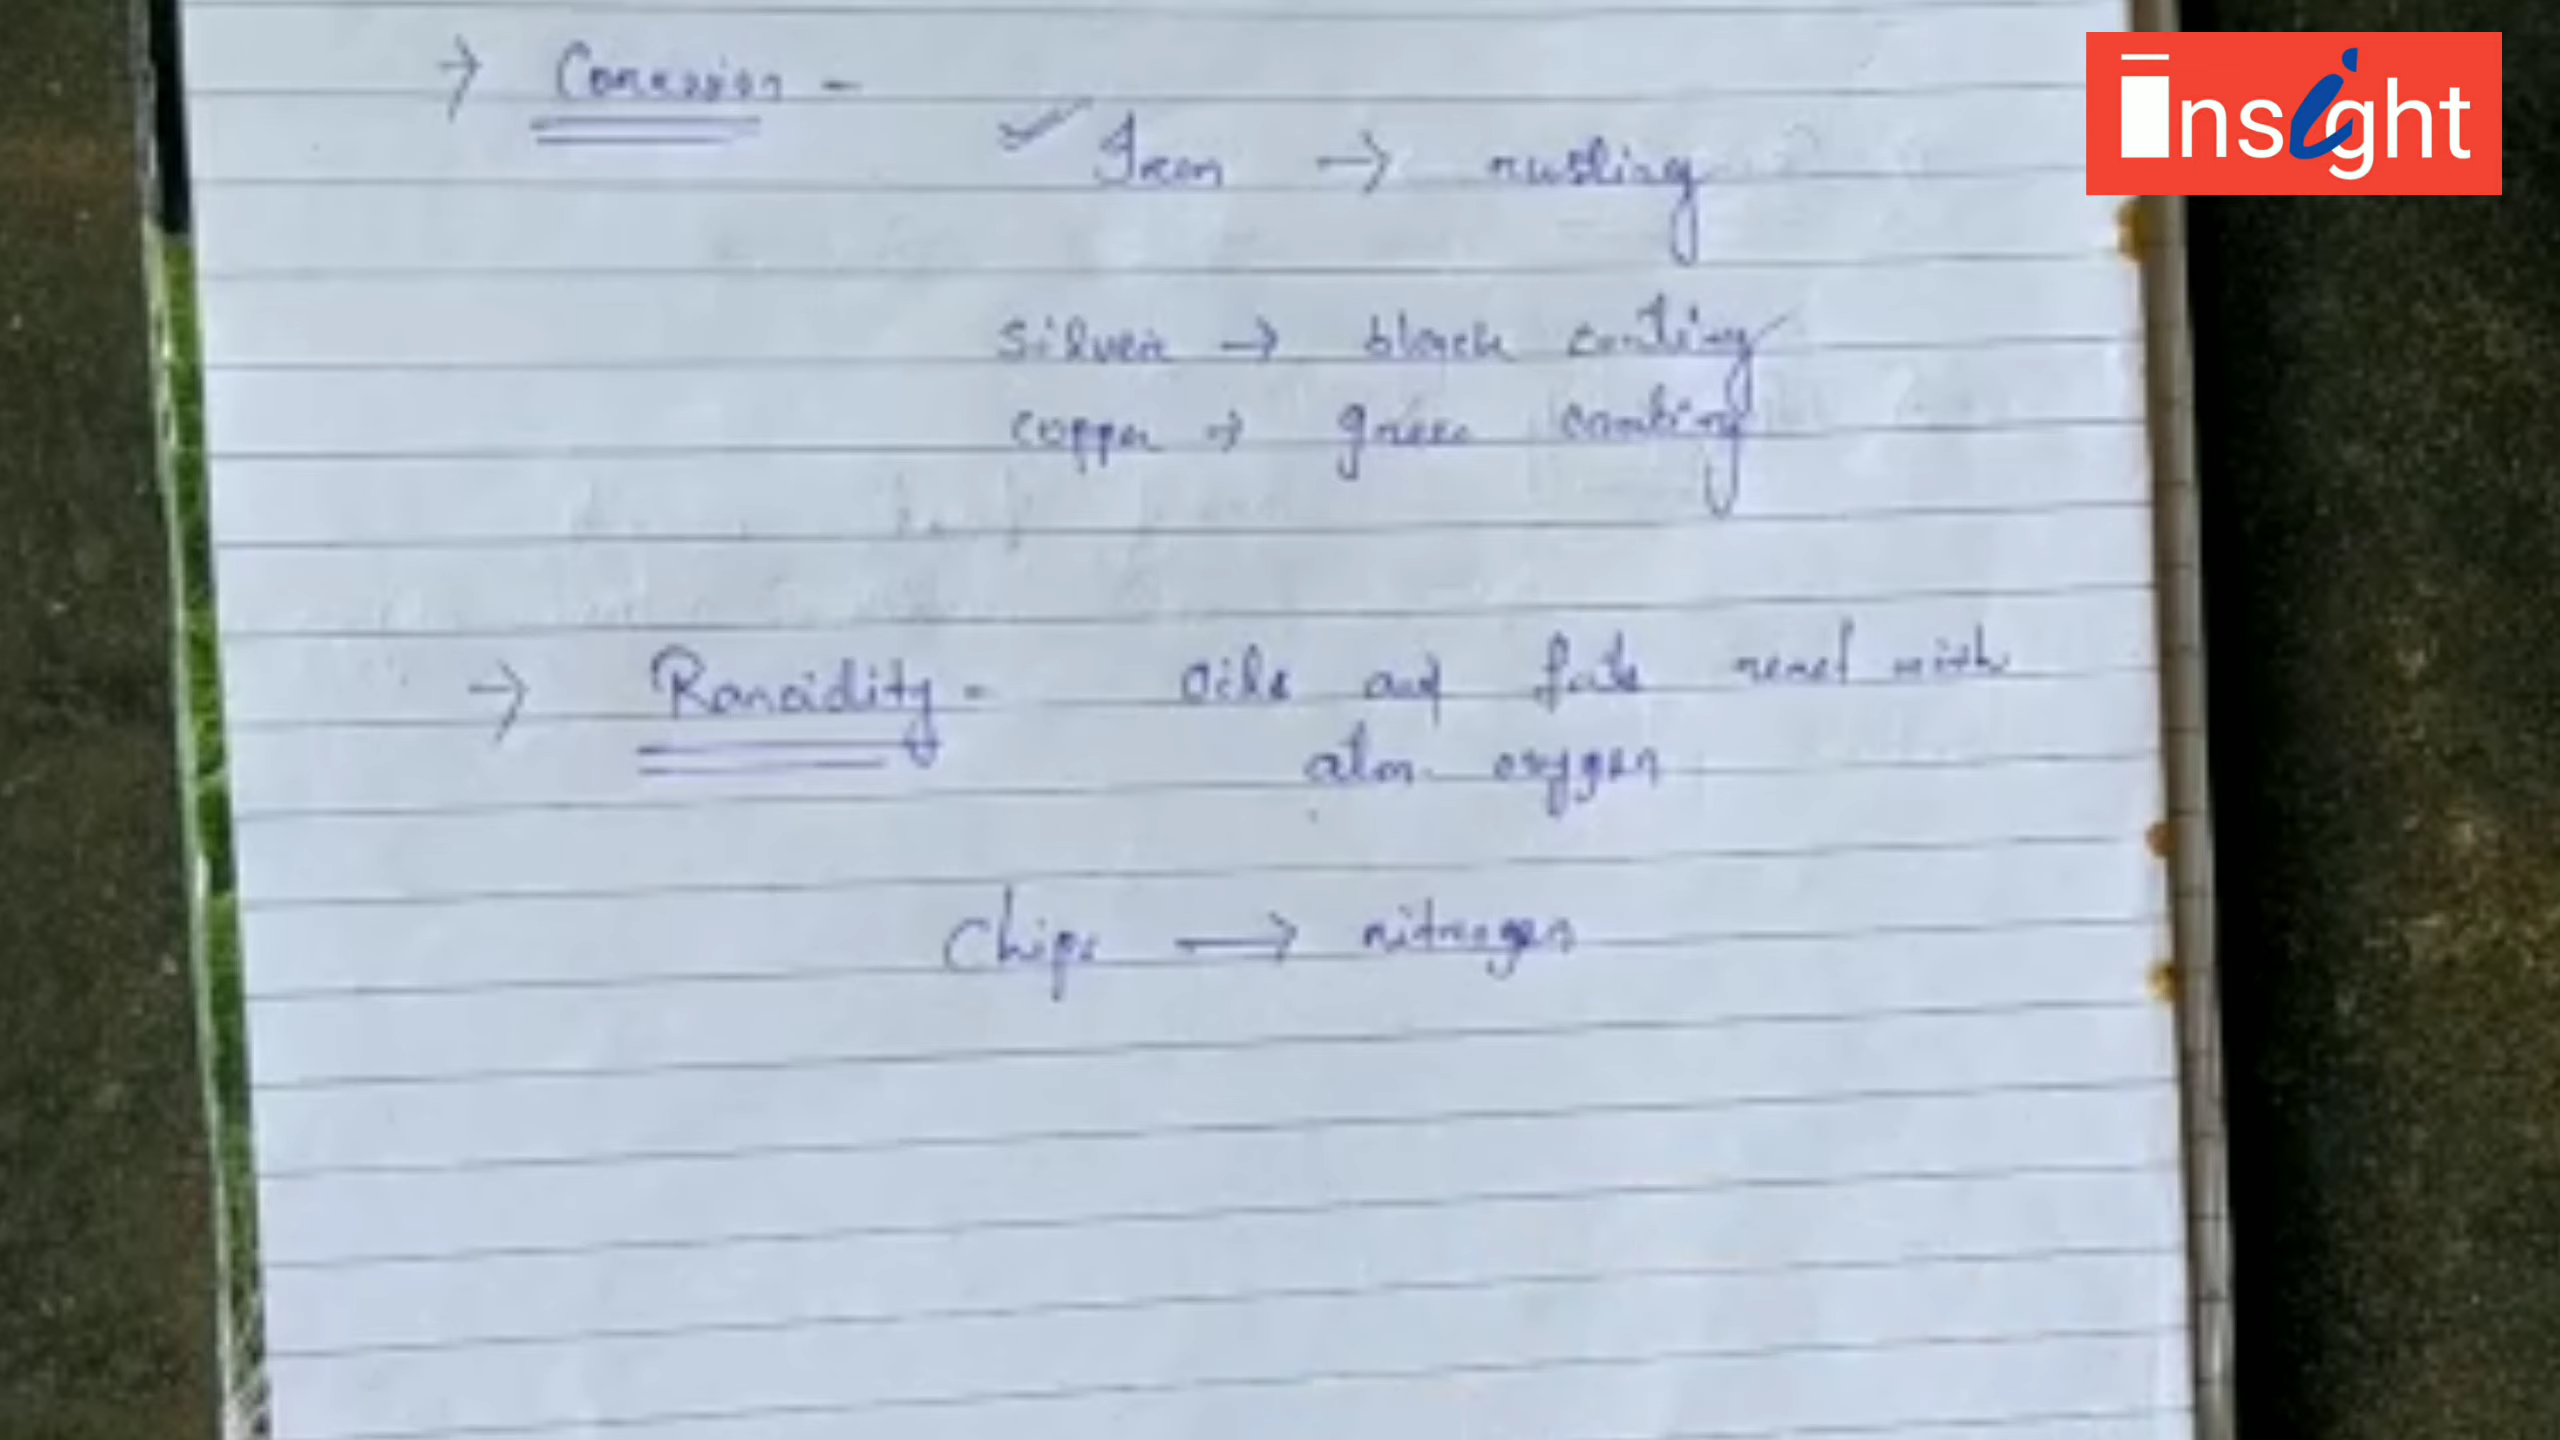 → Corrosion -
✓ Iron → rusting
silver → black coating
copper → green coating
→ Rancidity - Oils and fats react with
atm. oxygen
Chips → nitrogen
Insight